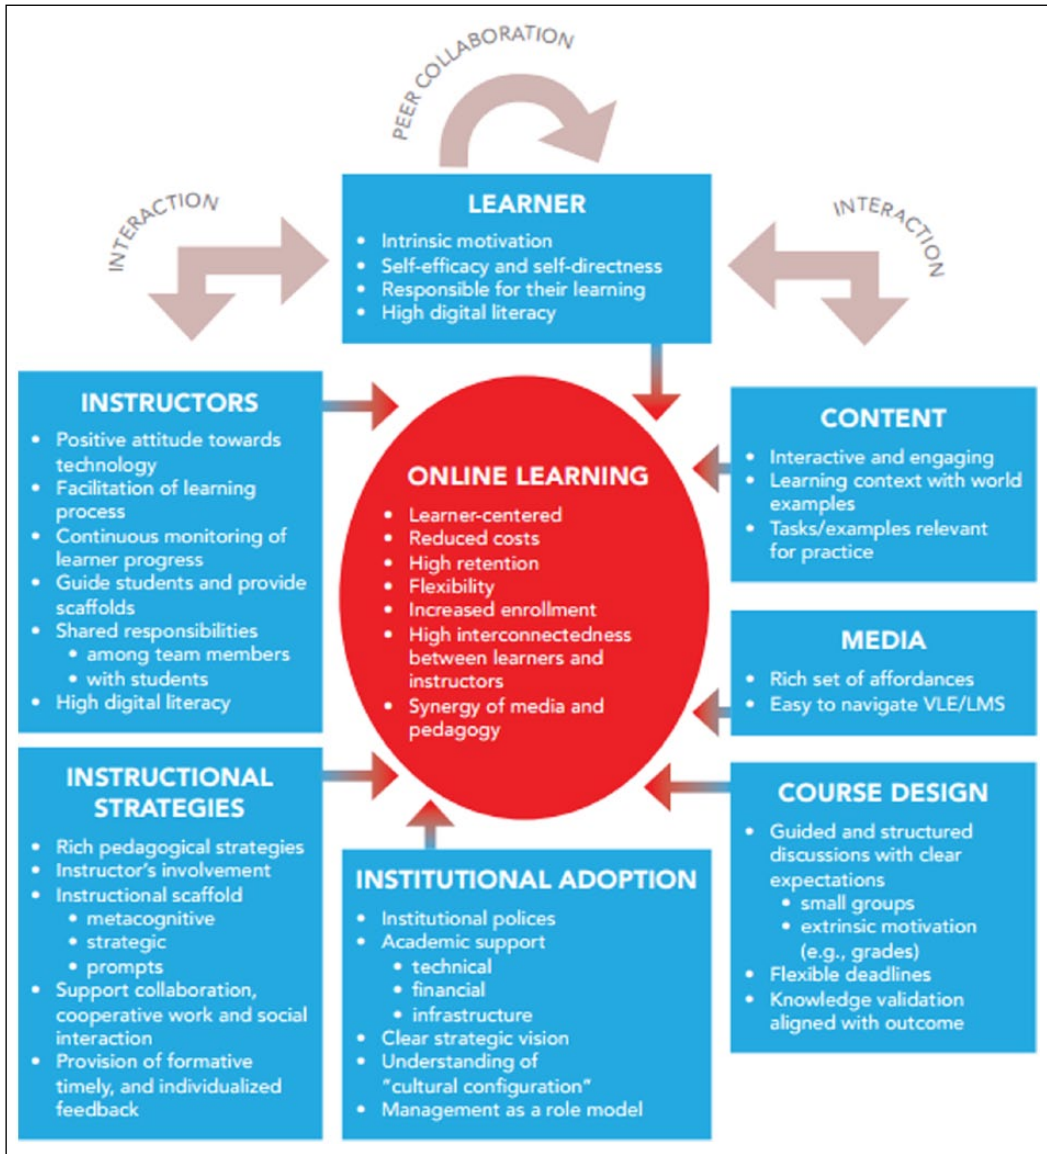 PEER COLLABORATION
INTERACTION
INTERACTION
LEARNER
• Intrinsic motivation
• Self-efficacy and self-directness
• Responsible for their learning
• High digital literacy
INSTRUCTORS
• Positive attitude towards
technology
• Facilitation of learning
process
• Continuous monitoring of
learner progress
• Guide students and provide
scaffolds
• Shared responsibilities
• among team members
• with students
• High digital literacy
ONLINE LEARNING
• Learner-centered
• Reduced costs
• High retention
• Flexibility
• Increased enrollment
• High interconnectedness
between learners and
instructors
• Synergy of media and
pedagogy
CONTENT
• Interactive and engaging
• Learning context with world
examples
• Tasks/examples relevant
for practice
MEDIA
• Rich set of affordances
• Easy to navigate VLE/LMS
INSTRUCTIONAL
STRATEGIES
• Rich pedagogical strategies
• Instructor's involvement
• Instructional scaffold
• metacognitive
• strategic
• prompts
• Support collaboration,
cooperative work and social
interaction
• Provision of formative
timely, and individualized
feedback
INSTITUTIONAL ADOPTION
• Institutional polices
• Academic support
• technical
• financial
• infrastructure
• Clear strategic vision
• Understanding of
"cultural configuration"
• Management as a role model
COURSE DESIGN
• Guided and structured
discussions with clear
expectations
• small groups
• extrinsic motivation
(e.g., grades)
• Flexible deadlines
• Knowledge validation
aligned with outcome